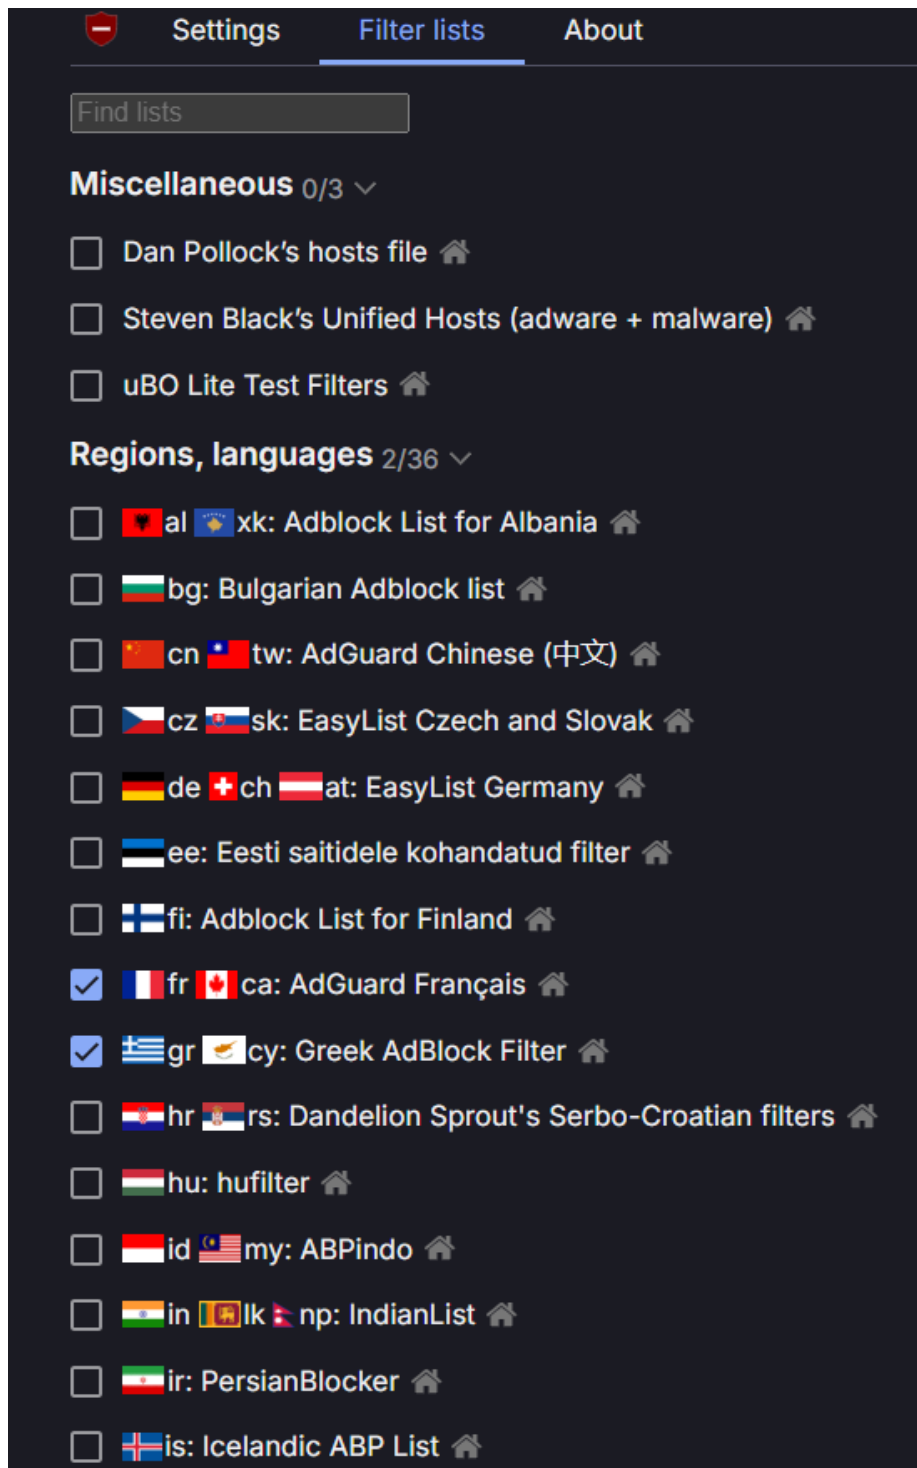 Settings Filter lists About
Find lists
Miscellaneous 0/3
Dan Pollock’s hosts file
Steven Black’s Unified Hosts (adware + malware)
uBO Lite Test Filters
Regions, languages 2/36
al xk: Adblock List for Albania
bg: Bulgarian Adblock list
cn tw: AdGuard Chinese (中文)
cz sk: EasyList Czech and Slovak
de ch at: EasyList Germany
ee: Eesti saitidele kohandatud filter
fi: Adblock List for Finland
fr ca: AdGuard Français
gr cy: Greek AdBlock Filter
hr rs: Dandelion Sprout's Serbo-Croatian filters
hu: hufilter
id my: ABPindo
in lk np: IndianList
ir: PersianBlocker
is: Icelandic ABP List